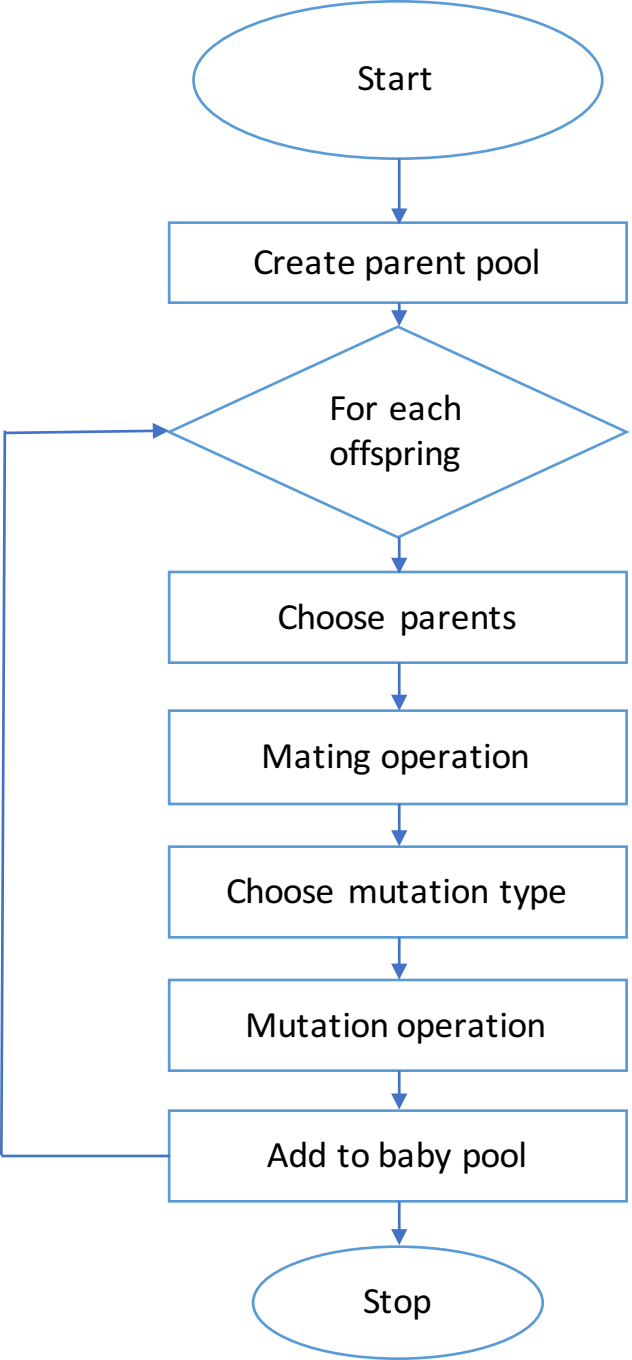 Start
Create parent pool
For each
offspring
Choose parents
Mating operation
Choose mutation type
Mutation operation
Add to baby pool
Stop